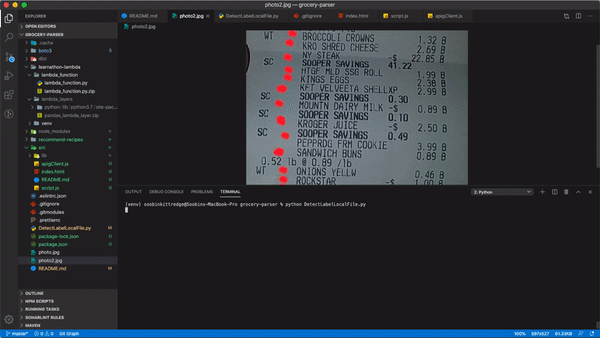 photo2.jpg — grocery-parser
EXPLORER
OPEN EDITORS
GROCERY-PARSER
.cache
boto3
dist
learnathon-lambda
lambda_function
lambda_function.py
lambda_function.py.zip
lambda_layers
python/lib/python3.7/site-pac...
pandas_lambda_layer.zip
venv
node_modules
recommend-recipes
src
lib
apigClient.js
index.html
README.md
script.js
.eslintrc.json
.gitignore
.gitmodules
.prettierrc
DetectLabelLocalFile.py M
package-lock.json
package.json
photo.jpg
photo2.jpg
README.md M
OUTLINE
NPM SCRIPTS
RUNNING TASKS
SONARLINT RULES
MAVEN
README.md photo2.jpg DetectLabelLocalFile.py .gitignore index.html script.js apigClient.js
photo2.jpg
BROCCOLI CROWNS 1.32 B
WT KRO SHRED CHEESE 2.69 B
NY STEAK 22.85 B
SC SOOPER SAVINGS 41.22 -$
HTGF MLD SSG ROLL 1.99 B
KINGS EGGS 2.38 B
KFT VELVEETA SHELLXP 2.99 B
SC SOOPER SAVINGS 0.30
MOUNTN DAIRY MILK -$ 0.89 B
SC SOOPER SAVINGS 0.10
KROGER JUICE -$ 2.50 B
SC SOOPER SAVINGS 0.49
PEPPRDG FRM COOKIE 3.99 B
SANDWICH BUNS 0.89 B
0.52 lb @ 0.89 /lb
WT ONIONS YELLW 0.46 B
ROCKSTAR
PROBLEMS OUTPUT DEBUG CONSOLE TERMINAL 2: Python
(venv) soobinkittredge@Soobins-MacBook-Pro grocery-parser % python DetectLabelLocalFile.py
master* 0 0 Git Graph 100% 597x527 61.33KB